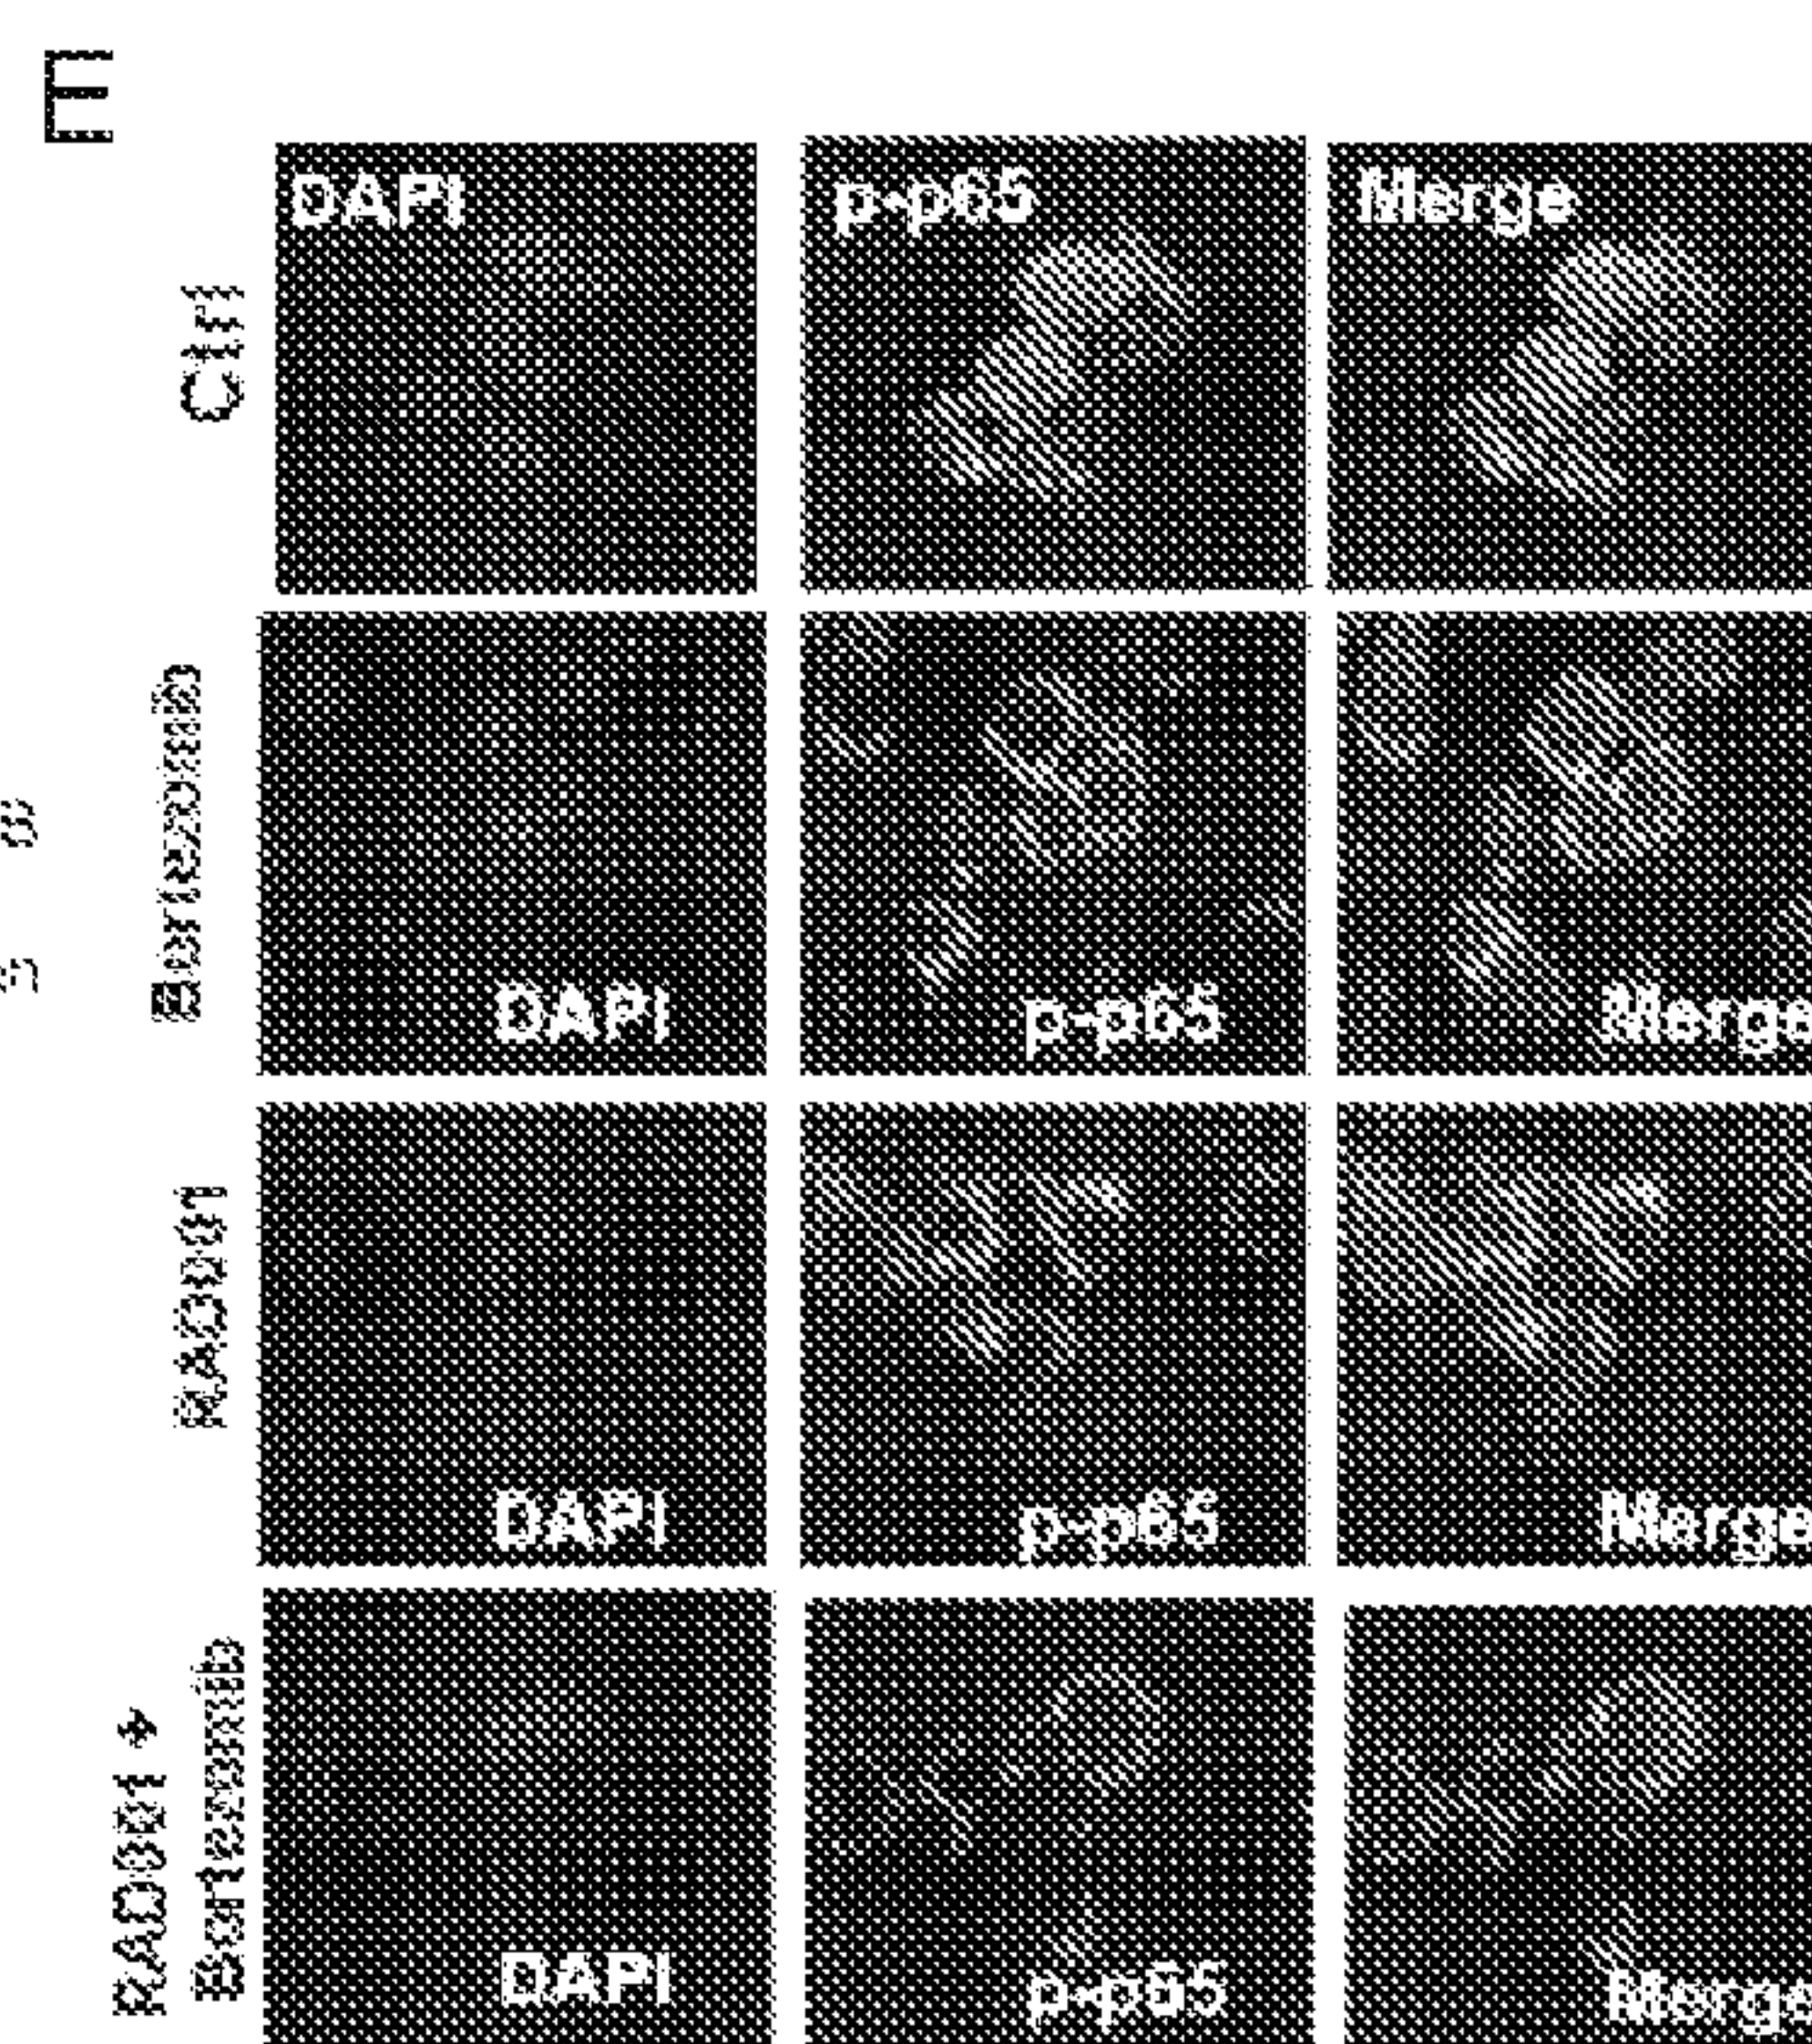 E
Ctrl
DAPI
p-p65
Merge
Bortezomib
DAPI
p-p65
Merge
RAD001
DAPI
p-p65
Merge
RAD001 +
Bortezomib
DAPI
p-p65
Merge